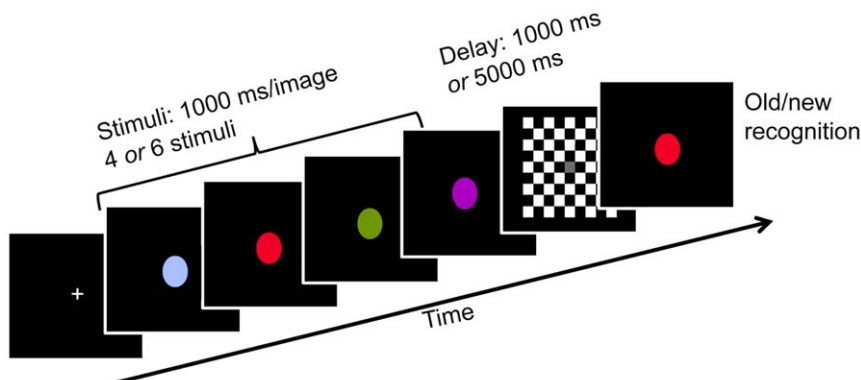 Stimuli: 1000 ms/image
4 or 6 stimuli
Delay: 1000 ms
or 5000 ms
Old/new
recognition
Time